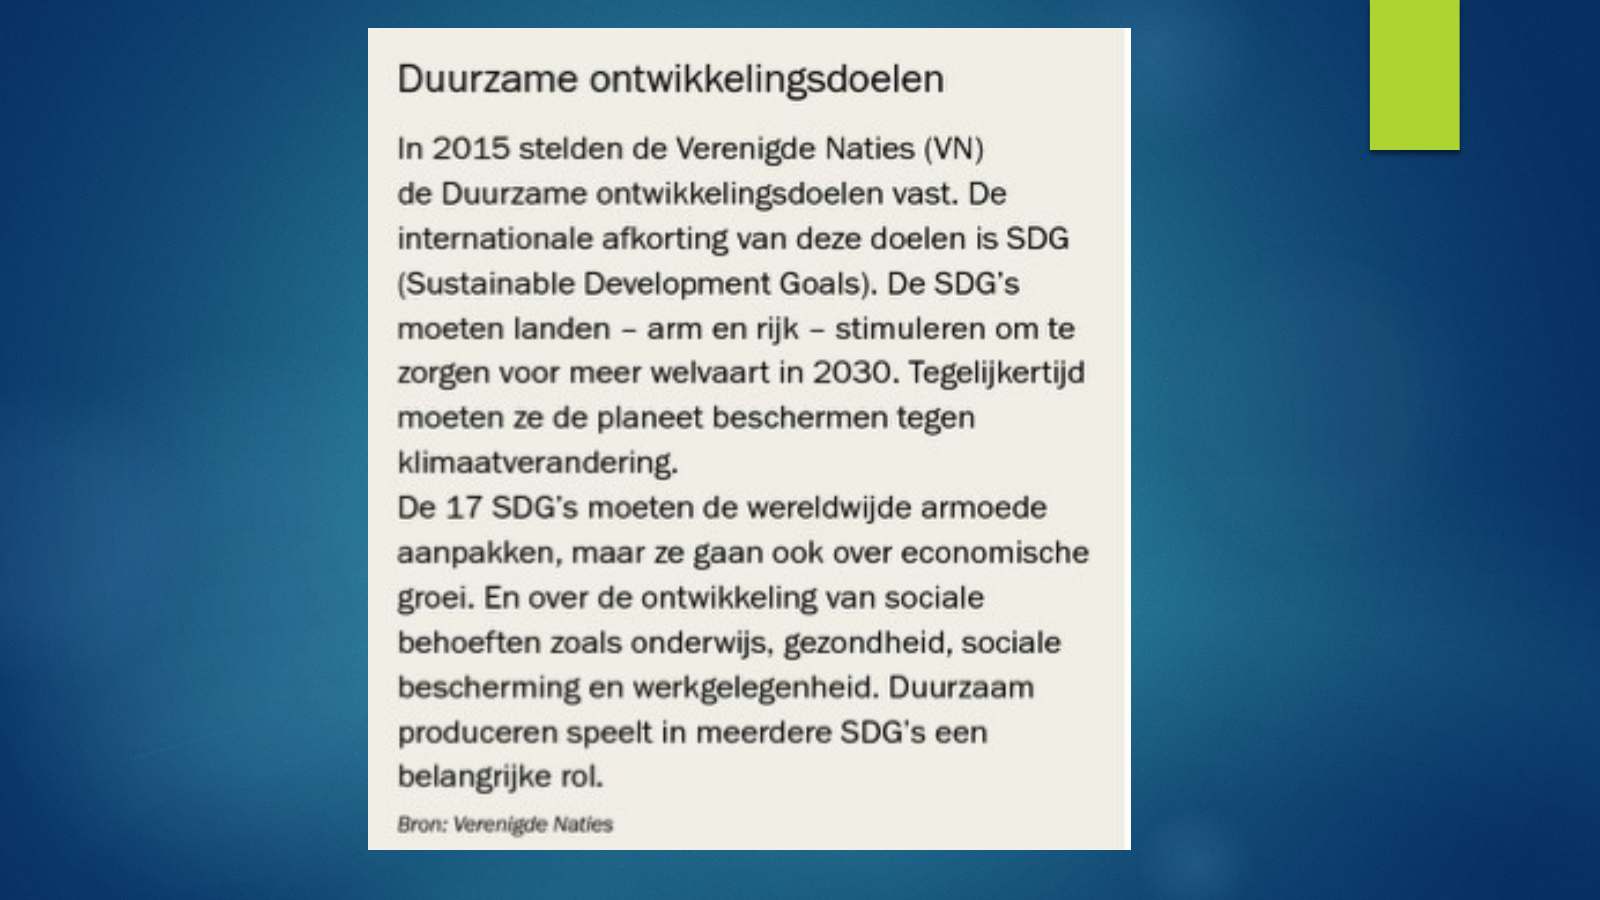 Duurzame ontwikkelingsdoelen
In 2015 stelden de Verenigde Naties (VN)
de Duurzame ontwikkelingsdoelen vast. De
internationale afkorting van deze doelen is SDG
(Sustainable Development Goals). De SDG's
moeten landen – arm en rijk – stimuleren om te
zorgen voor meer welvaart in 2030. Tegelijkertijd
moeten ze de planeet beschermen tegen
klimaatverandering.
De 17 SDG's moeten de wereldwijde armoede
aanpakken, maar ze gaan ook over economische
groei. En over de ontwikkeling van sociale
behoeften zoals onderwijs, gezondheid, sociale
bescherming en werkgelegenheid. Duurzaam
produceren speelt in meerdere SDG's een
belangrijke rol.
Bron: Verenigde Naties